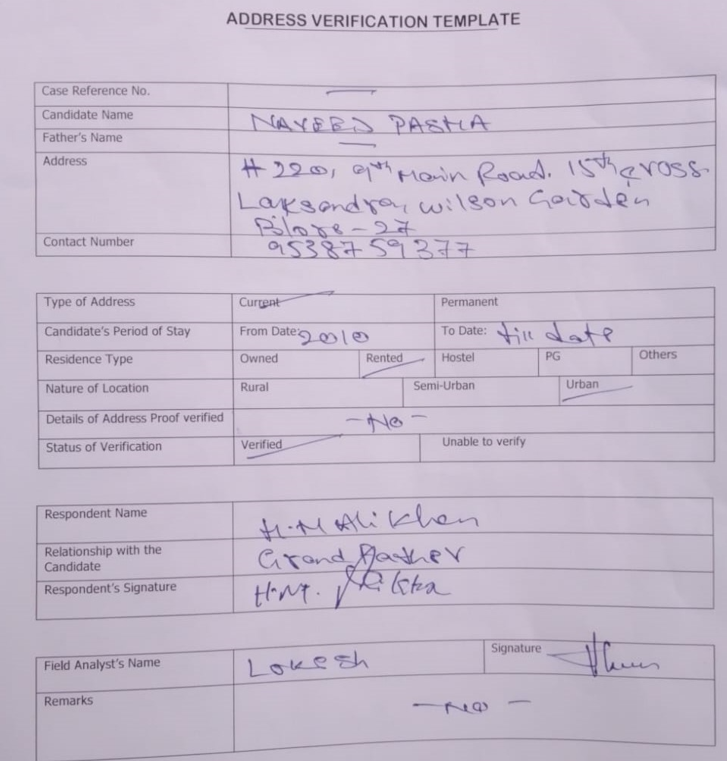 ADDRESS VERIFICATION TEMPLATE
Case Reference No. —
Candidate Name NAVEED PASHA
Father's Name —
Address # 220, 9th Main Road. 15th cross.
Laksandra, Wilson Garden
B'lore - 27
Contact Number 9538759377
Type of Address Current Permanent
Candidate's Period of Stay From Date: 2010 To Date: till date
Residence Type Owned Rented Hostel PG Others
Nature of Location Rural Semi-Urban Urban
Details of Address Proof verified - No -
Status of Verification Verified Unable to verify
Respondent Name H.M Ali Khan
Relationship with the
Candidate Grand Father
Respondent's Signature H.M.
Field Analyst's Name Lokesh Signature
Remarks - No -